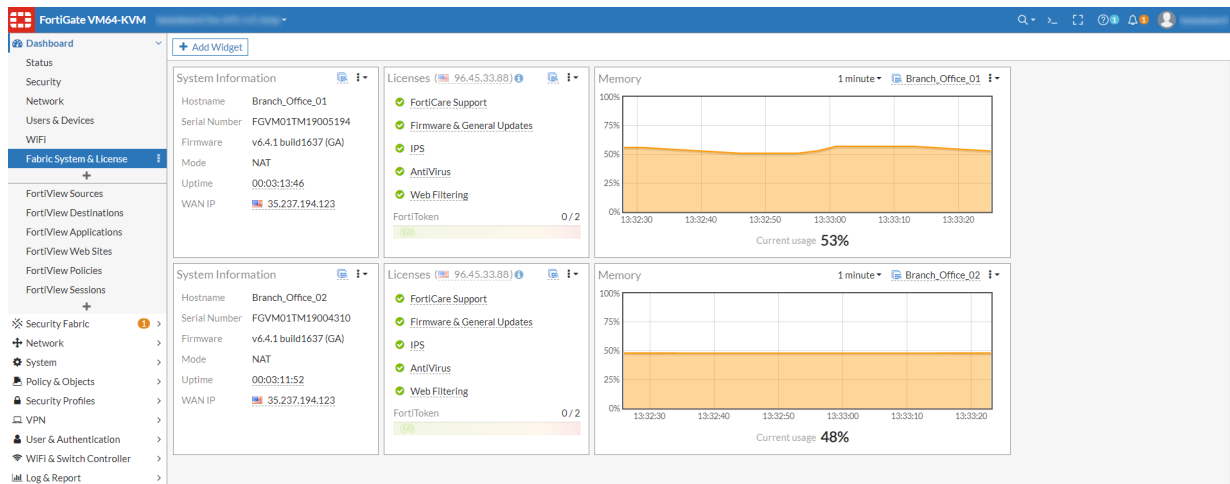 FortiGate VM64-KVM
1
1
Dashboard
Status
Security
Network
Users & Devices
WiFi
Fabric System & License
FortiView Sources
FortiView Destinations
FortiView Applications
FortiView Web Sites
FortiView Policies
FortiView Sessions
Security Fabric 1
Network
System
Policy & Objects
Security Profiles
VPN
User & Authentication
WiFi & Switch Controller
Log & Report
+ Add Widget
System Information
Hostname Branch_Office_01
Serial Number FGVM01TM19005194
Firmware v6.4.1 build1637 (GA)
Mode NAT
Uptime 00:03:13:46
WAN IP 35.237.194.123
Licenses (96.45.33.88)
FortiCare Support
Firmware & General Updates
IPS
AntiVirus
Web Filtering
FortiToken 0 / 2
0%
Memory 1 minute Branch_Office_01
100%
75%
50%
25%
0%
13:32:30 13:32:40 13:32:50 13:33:00 13:33:10 13:33:20
Current usage 53%
System Information
Hostname Branch_Office_02
Serial Number FGVM01TM19004310
Firmware v6.4.1 build1637 (GA)
Mode NAT
Uptime 00:03:11:52
WAN IP 35.237.194.123
Licenses (96.45.33.88)
FortiCare Support
Firmware & General Updates
IPS
AntiVirus
Web Filtering
FortiToken 0 / 2
0%
Memory 1 minute Branch_Office_02
100%
75%
50%
25%
0%
13:32:30 13:32:40 13:32:50 13:33:00 13:33:10 13:33:20
Current usage 48%